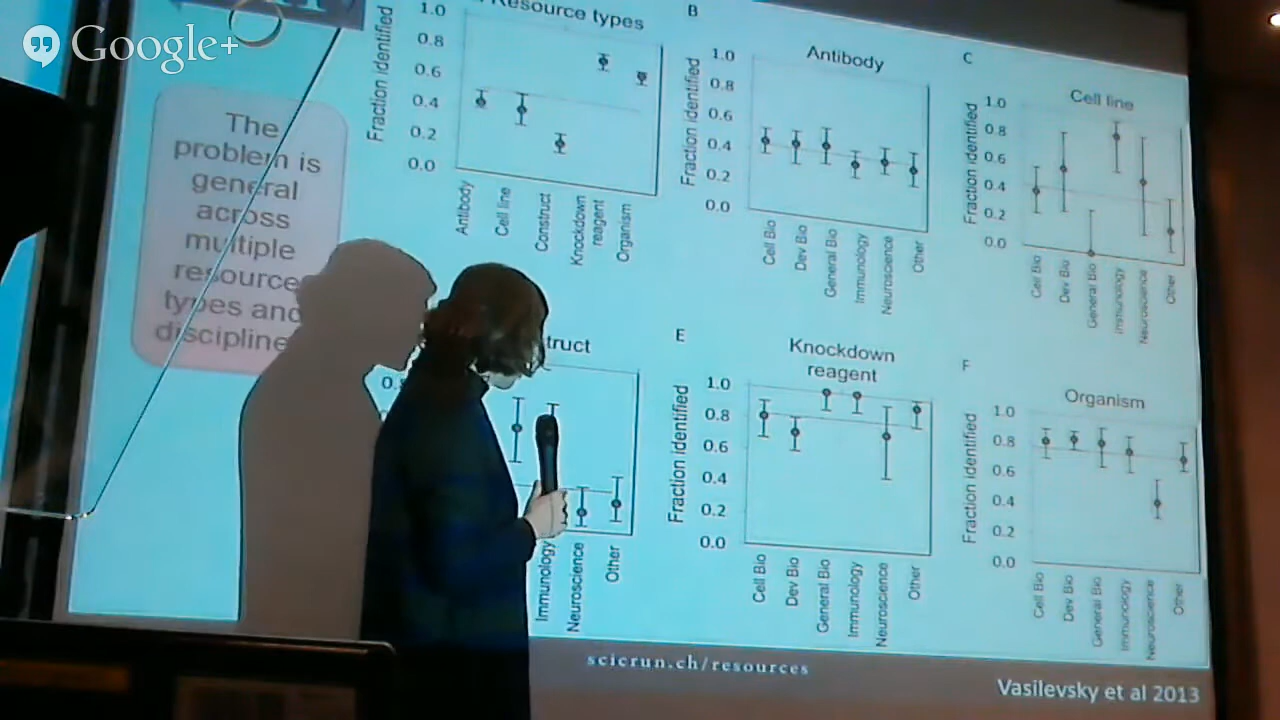 Google+
The
problem is
general
across
multiple
resource
types and
discipline
Resource types
Fraction identified
1.0
0.8
0.6
0.4
0.2
0.0
Antibody
Cell line
Construct
Knockdown
reagent
Organism
B
Antibody
Fraction identified
1.0
0.8
0.6
0.4
0.2
0.0
Cell Bio
Dev Bio
General Bio
Immunology
Neuroscience
Other
C
Cell line
Fraction identified
1.0
0.8
0.6
0.4
0.2
0.0
Cell Bio
Dev Bio
General Bio
Immunology
Neuroscience
Other
truct
Immunology
Neuroscience
Other
E
Knockdown
reagent
Fraction identified
1.0
0.8
0.6
0.4
0.2
0.0
Cell Bio
Dev Bio
General Bio
Immunology
Neuroscience
Other
F
Organism
Fraction identified
1.0
0.8
0.6
0.4
0.2
0.0
Cell Bio
Dev Bio
General Bio
Immunology
Neuroscience
Other
scicrun.ch/resources
Vasilevsky et al 2013